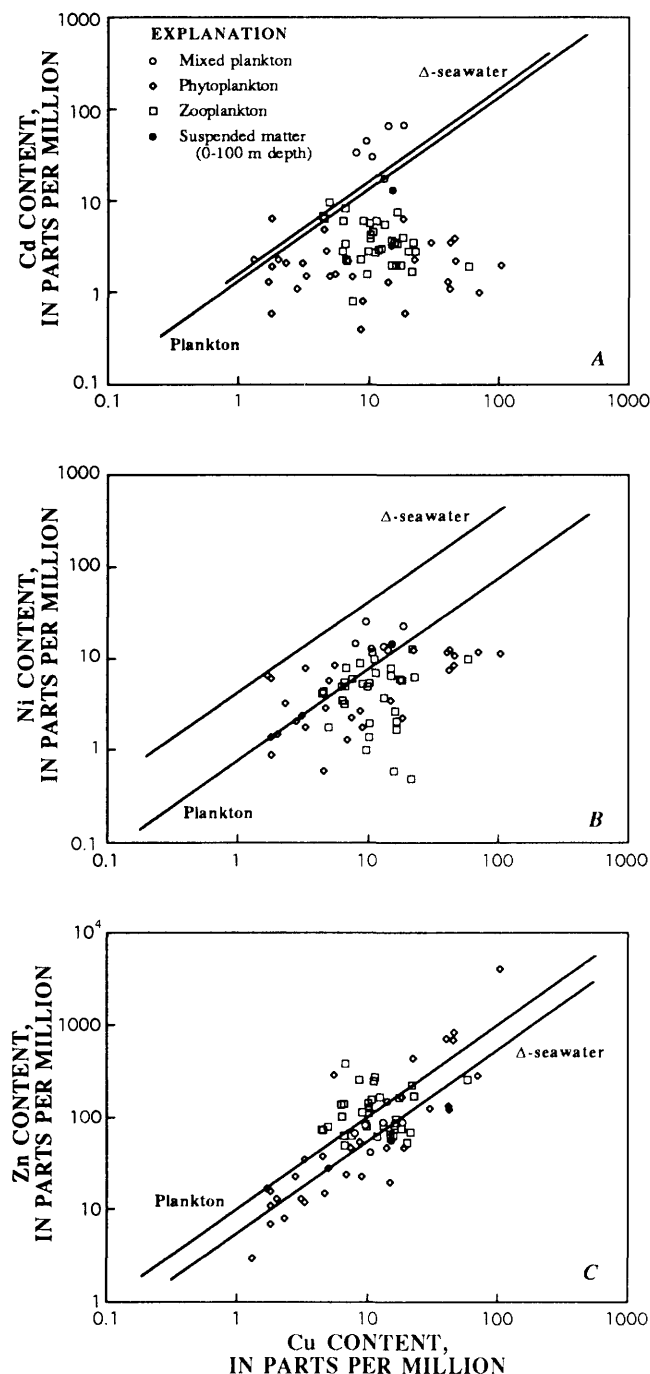 1000
100
10
1
0.1
Cd CONTENT,
IN PARTS PER MILLION
EXPLANATION
Mixed plankton
Phytoplankton
Zooplankton
Suspended matter
(0-100 m depth)
Δ-seawater
Plankton
A
0.1 1 10 100 1000
1000
100
10
1
0.1
Ni CONTENT,
IN PARTS PER MILLION
Δ-seawater
Plankton
B
0.1 1 10 100 1000
10⁴
1000
100
10
1
Zn CONTENT,
IN PARTS PER MILLION
Δ-seawater
Plankton
C
0.1 1 10 100 1000
Cu CONTENT,
IN PARTS PER MILLION